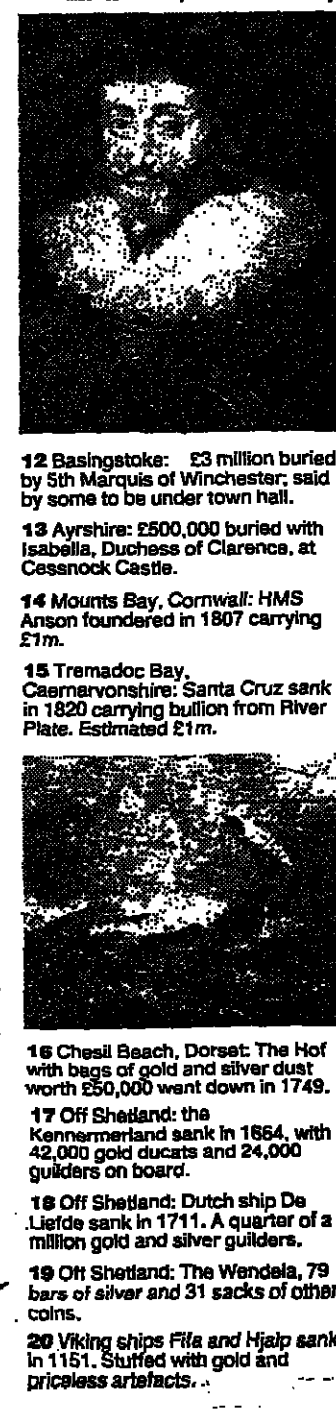 12 Basingstoke: £3 million buried
by 5th Marquis of Winchester; said
by some to be under town hall.
13 Ayrshire: £500,000 buried with
Isabella, Duchess of Clarence, at
Cessnock Castle.
14 Mounts Bay, Cornwall: HMS
Anson foundered in 1807 carrying
£1m.
15 Tremadoc Bay,
Caernarvonshire: Santa Cruz sank
in 1820 carrying bullion from River
Plate. Estimated £1m.
16 Chesil Beach, Dorset: The Hof
with bags of gold and silver dust
worth £50,000 went down in 1749.
17 Off Shetland: the
Kennermerland sank in 1664, with
42,000 gold ducats and 24,000
guilders on board.
18 Off Shetland: Dutch ship De
Liefde sank in 1711. A quarter of a
million gold and silver guilders.
19 Off Shetland: The Wendela, 79
bars of silver and 31 sacks of other
coins.
20 Viking ships Fifa and Hjalp sank
in 1151. Stuffed with gold and
priceless artefacts.